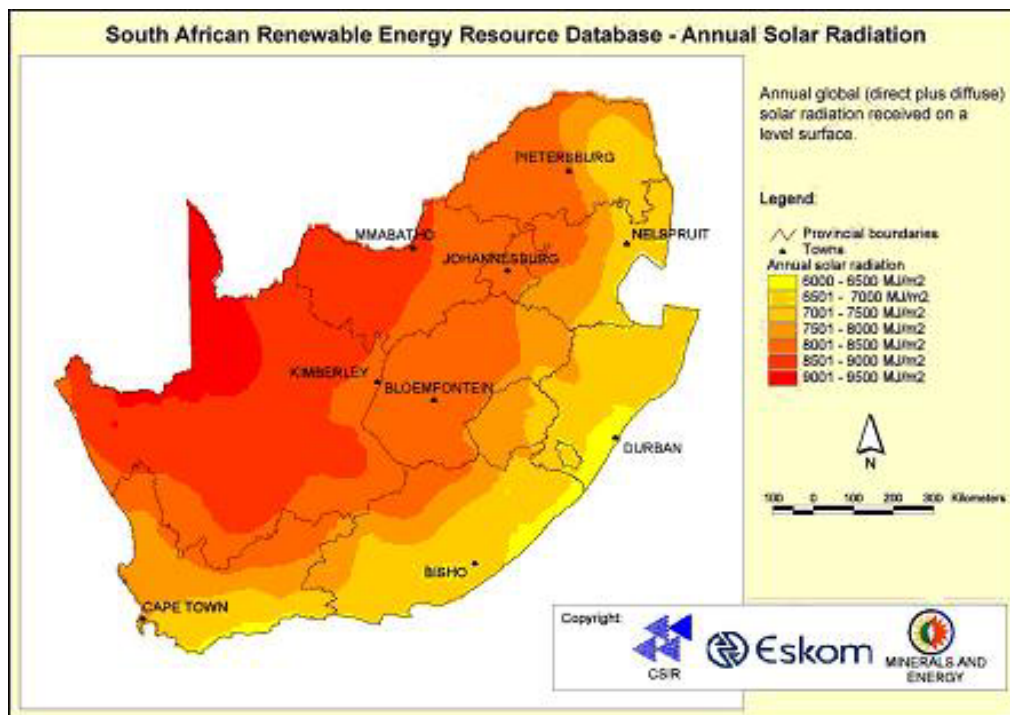 South African Renewable Energy Resource Database - Annual Solar Radiation
Annual global (direct plus diffuse)
solar radiation received on a
level surface.
Legend:
Provincial boundaries
Towns
Annual solar radiation
6000 - 6500 MJ/m2
6501 - 7000 MJ/m2
7001 - 7500 MJ/m2
7501 - 8000 MJ/m2
8001 - 8500 MJ/m2
8501 - 9000 MJ/m2
9001 - 9500 MJ/m2
N
100 0 100 200 300 Kilometers
PIETERSBURG
MMABATHO
NELSPRUIT
JOHANNESBURG
KIMBERLEY
BLOEMFONTEIN
DURBAN
BISHO
CAPE TOWN
Copyright:
CSIR
Eskom
MINERALS AND
ENERGY